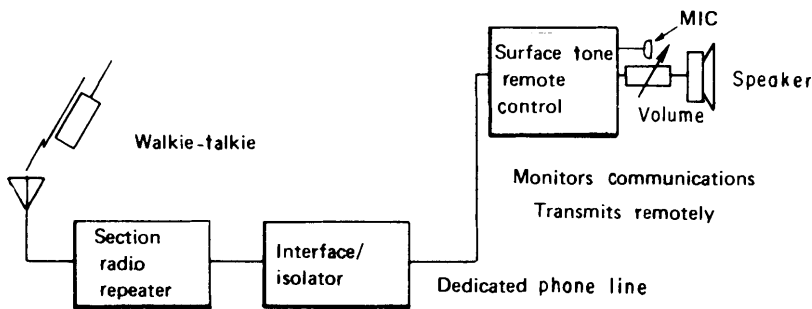 MIC
Surface tone
remote
control
Speaker
Volume
Walkie-talkie
Monitors communications
Transmits remotely
Section
radio
repeater
Interface/
isolator
Dedicated phone line